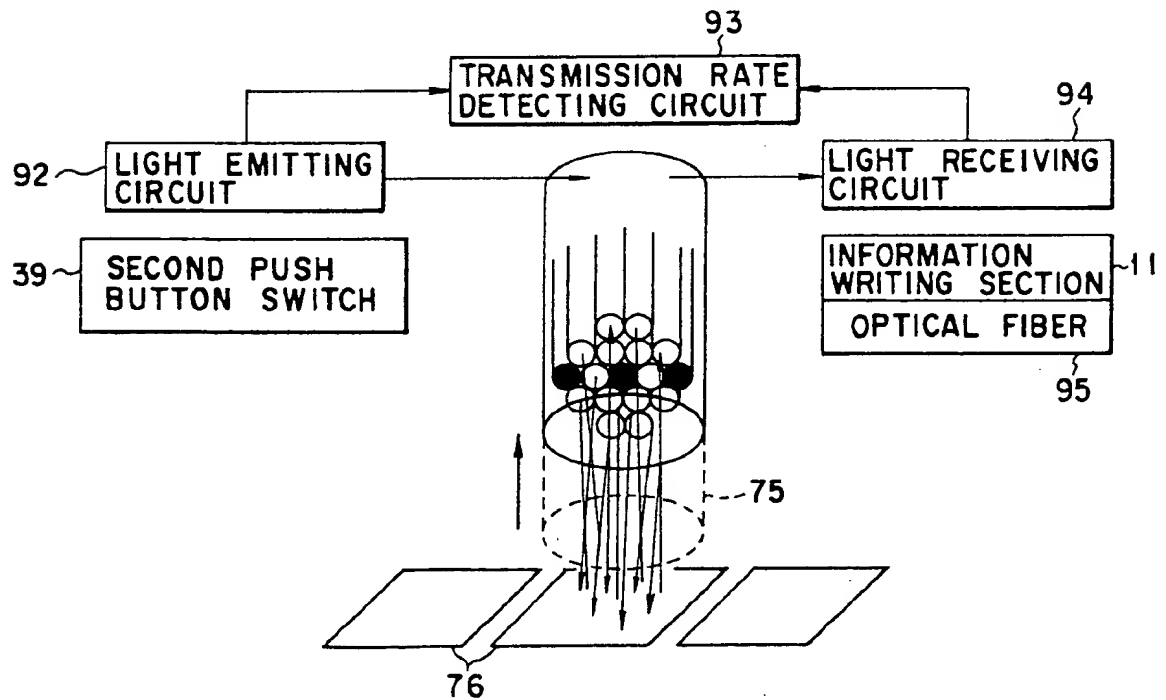 93
TRANSMISSION RATE
DETECTING CIRCUIT
94
92
LIGHT EMITTING
CIRCUIT
LIGHT RECEIVING
CIRCUIT
39
SECOND PUSH
BUTTON SWITCH
INFORMATION
WRITING SECTION
11
OPTICAL FIBER
95
75
76